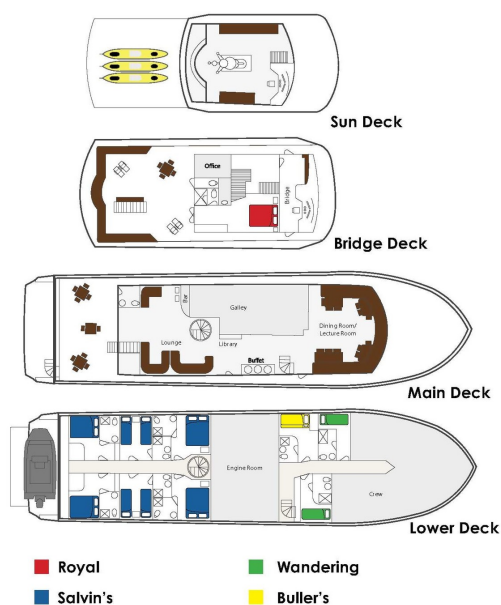 Sun Deck
Office
Bridge
Bridge Deck
Bar
Galley
Dining Room/
Lecture Room
Lounge
Library
Buffet
Main Deck
Engine Room
Crew
Lower Deck
Royal
Wandering
Salvin's
Buller's